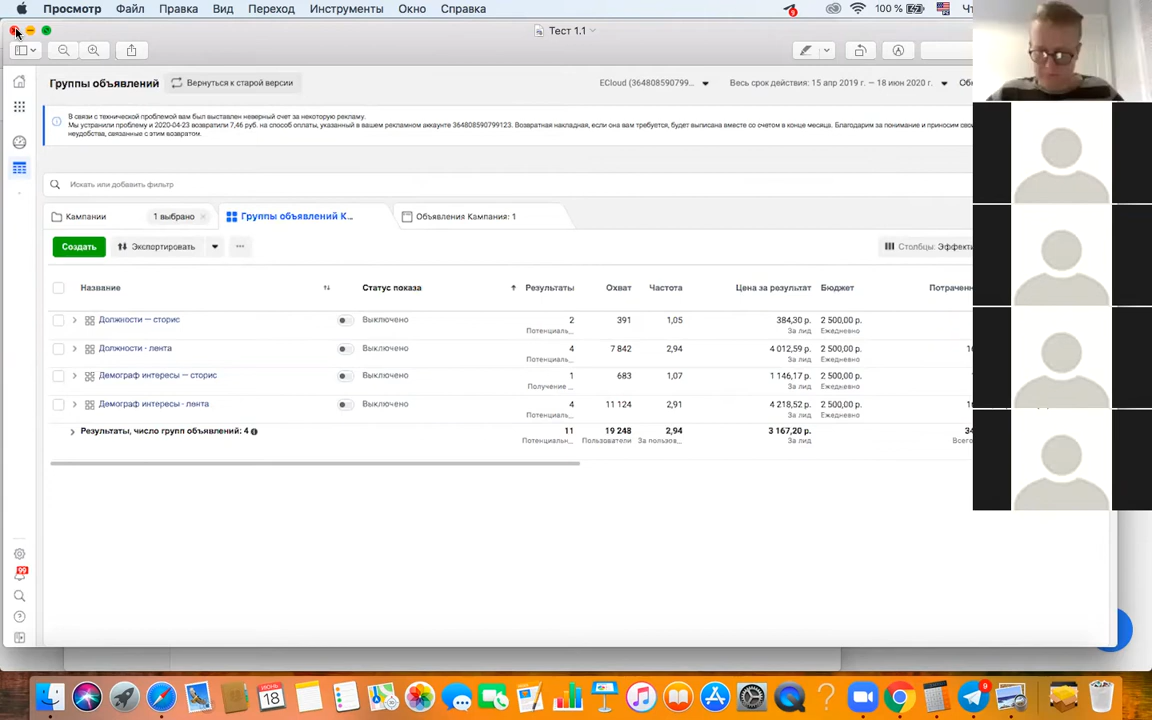 Просмотр Файл Правка Вид Переход Инструменты Окно Справка 9 100 %
Тест 1.1
Группы объявлений Вернуться к старой версии ECloud (364808590799... Весь срок действия: 15 апр 2019 г. — 18 июн 2020 г.
В связи с технической проблемой вам был выставлен неверный счет за некоторую рекламу.
Мы устранили проблему и 2020-04-23 возвратили 7,46 руб. на способ оплаты, указанный в вашем рекламном аккаунте 364808590799123. Возвратная накладная, если она вам требуется, будет выписана вместе со счетом в конце месяца. Благодарим за понимание и приносим
неудобства, связанные с этим возвратом.
Искать или добавить фильтр
Кампании 1 выбрано Группы объявлений К... Объявления Кампания: 1
Создать Экспортировать ... Столбцы:
Название Статус показа Результаты Охват Частота Цена за результат Бюджет
Должности — сторис Выключено 2 391 1,05 384,30 р. 2 500,00 р.
Потенциаль... За лид Ежедневно
Должности - лента Выключено 4 7 842 2,94 4 012,59 р. 2 500,00 р.
Потенциаль... За лид Ежедневно
Демограф интересы — сторис Выключено 1 683 1,07 1 146,17 р. 2 500,00 р.
Получение ... За лид Ежедневно
Демограф интересы - лента Выключено 4 11 124 2,91 4 218,52 р. 2 500,00 р.
Потенциаль... За лид Ежедневно
Результаты, число групп объявлений: 4 11 19 248 2,94 3 167,20 р.
Потенциальн... Пользователи За пользов... За лид
99
ИЮНЬ
18
9